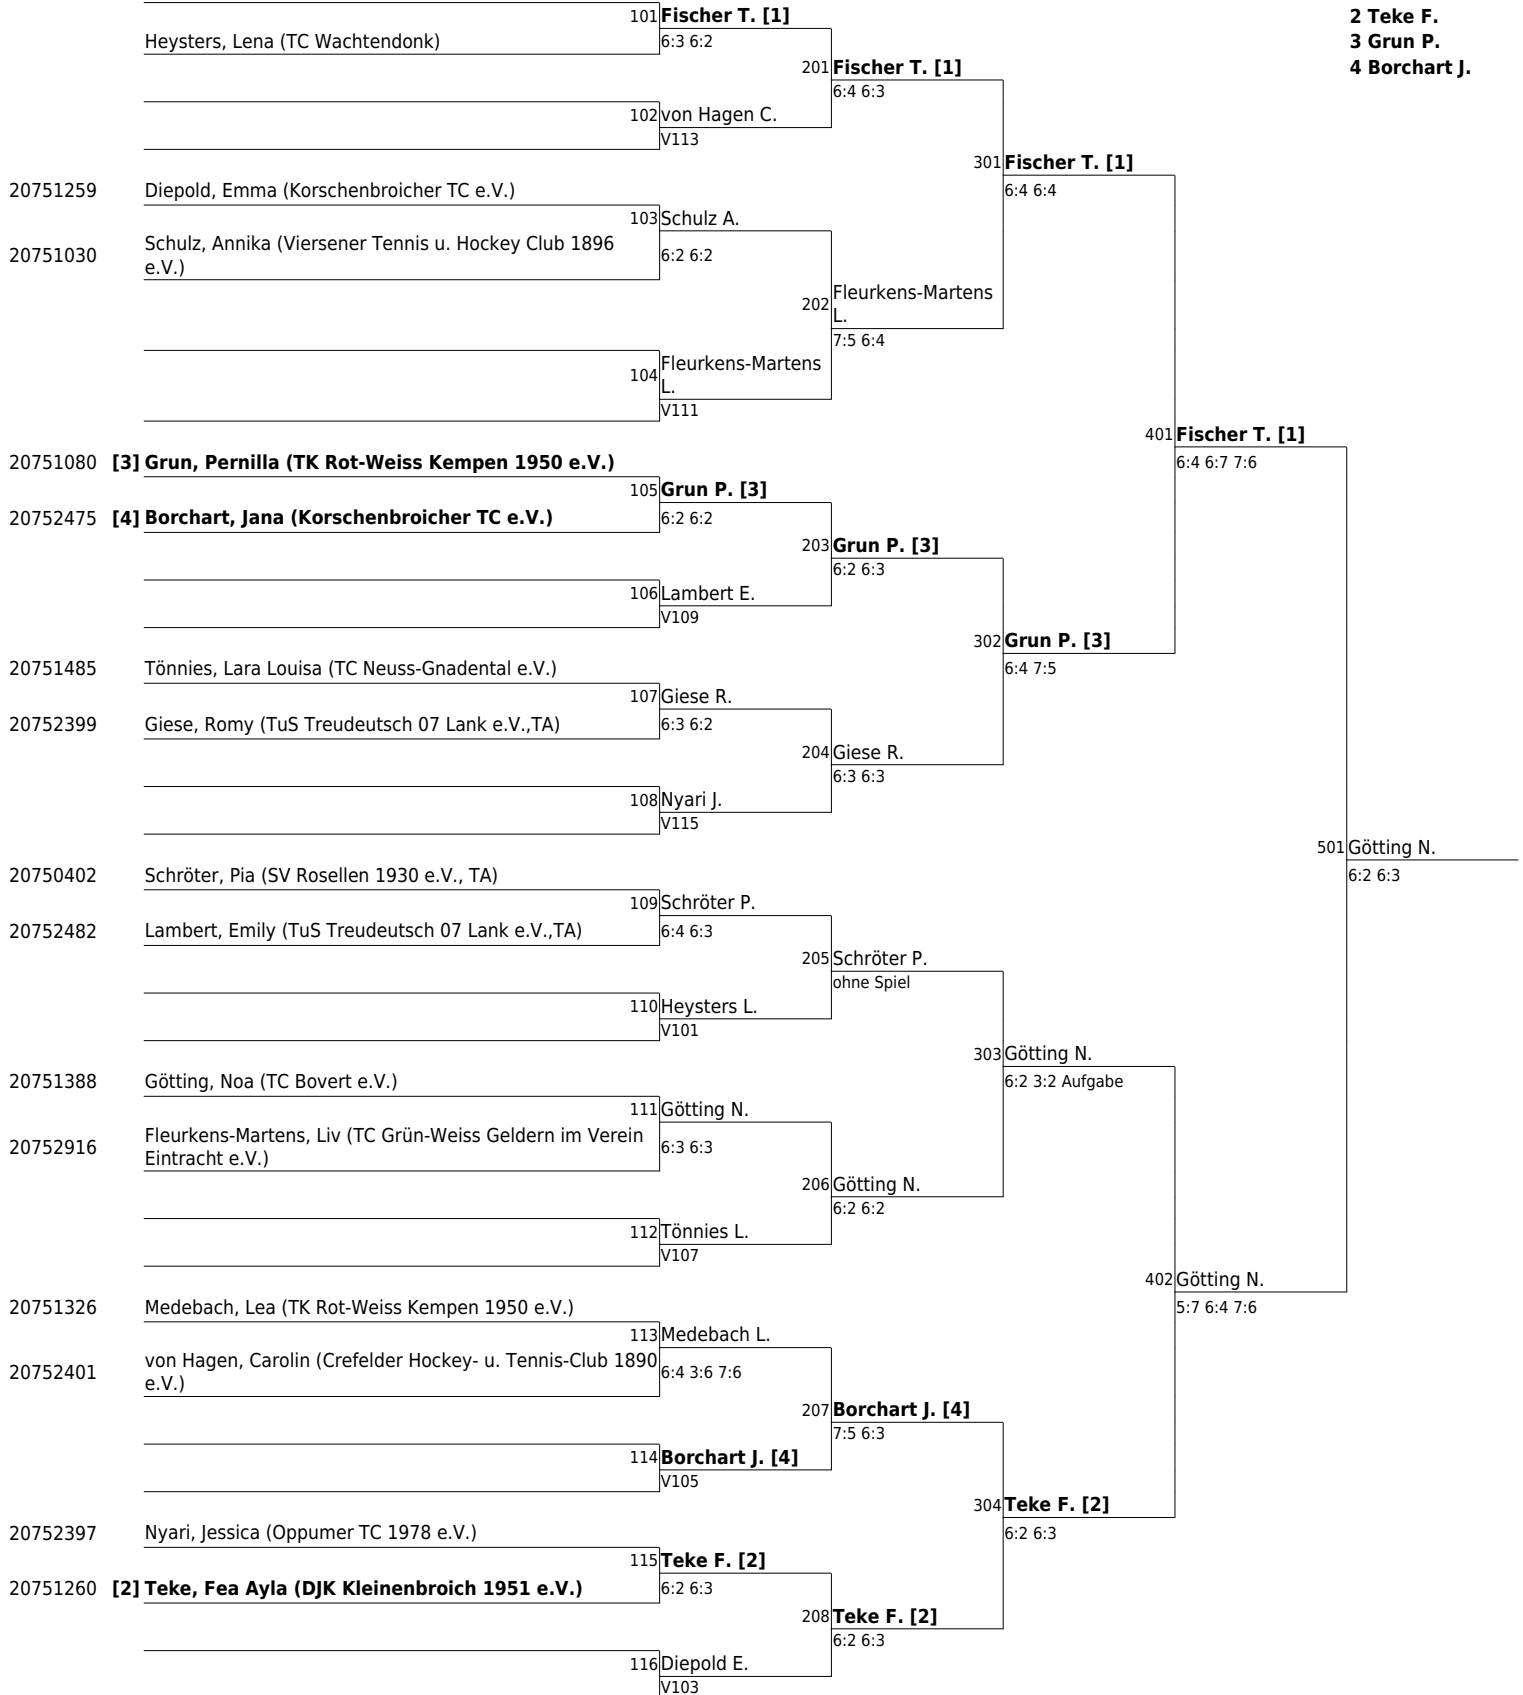 101 Fischer T. [1]
2 Teke F.
Heysters, Lena (TC Wachtendonk)
6:3 6:2
3 Grun P.
201 Fischer T. [1]
4 Borchart J.
6:4 6:3
102 von Hagen C.
V113
301 Fischer T. [1]
20751259 Diepold, Emma (Korschenbroicher TC e.V.)
6:4 6:4
103 Schulz A.
20751030 Schulz, Annika (Viersener Tennis u. Hockey Club 1896
e.V.)
6:2 6:2
202 Fleurkens-Martens
L.
7:5 6:4
104 Fleurkens-Martens
L.
V111
401 Fischer T. [1]
20751080 [3] Grun, Pernilla (TK Rot-Weiss Kempen 1950 e.V.)
6:4 6:7 7:6
105 Grun P. [3]
20752475 [4] Borchart, Jana (Korschenbroicher TC e.V.)
6:2 6:2
203 Grun P. [3]
6:2 6:3
106 Lambert E.
V109
302 Grun P. [3]
20751485 Tönnies, Lara Louisa (TC Neuss-Gnadental e.V.)
6:4 7:5
107 Giese R.
20752399 Giese, Romy (TuS Treudeutsch 07 Lank e.V.,TA)
6:3 6:2
204 Giese R.
6:3 6:3
108 Nyari J.
V115
501 Götting N.
20750402 Schröter, Pia (SV Rosellen 1930 e.V., TA)
6:2 6:3
109 Schröter P.
20752482 Lambert, Emily (TuS Treudeutsch 07 Lank e.V.,TA)
6:4 6:3
205 Schröter P.
ohne Spiel
110 Heysters L.
V101
303 Götting N.
20751388 Götting, Noa (TC Bovert e.V.)
6:2 3:2 Aufgabe
111 Götting N.
20752916 Fleurkens-Martens, Liv (TC Grün-Weiss Geldern im Verein
Eintracht e.V.)
6:3 6:3
206 Götting N.
6:2 6:2
112 Tönnies L.
V107
402 Götting N.
20751326 Medebach, Lea (TK Rot-Weiss Kempen 1950 e.V.)
5:7 6:4 7:6
113 Medebach L.
20752401 von Hagen, Carolin (Crefelder Hockey- u. Tennis-Club 1890
e.V.)
6:4 3:6 7:6
207 Borchart J. [4]
7:5 6:3
114 Borchart J. [4]
V105
304 Teke F. [2]
20752397 Nyari, Jessica (Oppumer TC 1978 e.V.)
6:2 6:3
115 Teke F. [2]
20751260 [2] Teke, Fea Ayla (DJK Kleinenbroich 1951 e.V.)
6:2 6:3
208 Teke F. [2]
6:2 6:3
116 Diepold E.
V103